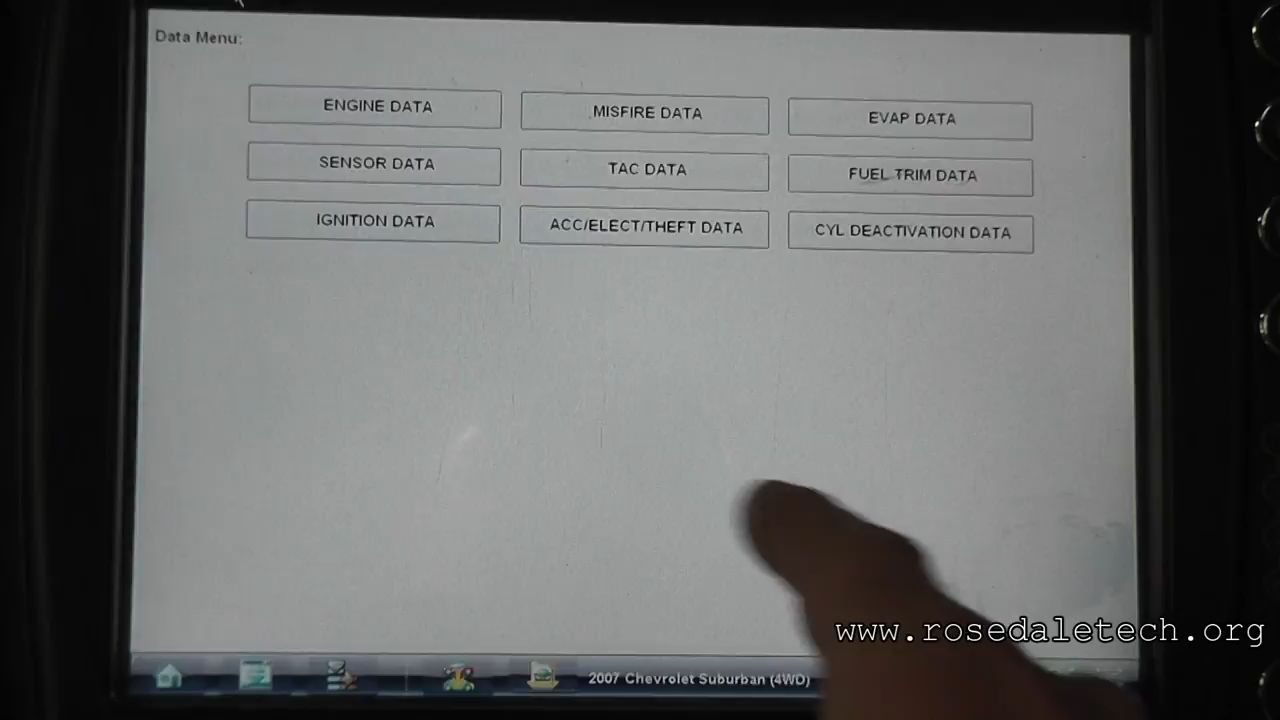 Data Menu:
ENGINE DATA
MISFIRE DATA
EVAP DATA
SENSOR DATA
TAC DATA
FUEL TRIM DATA
IGNITION DATA
ACC/ELECT/THEFT DATA
CYL DEACTIVATION DATA
www.rosedaletech.org
2007 Chevrolet Suburban (4WD)